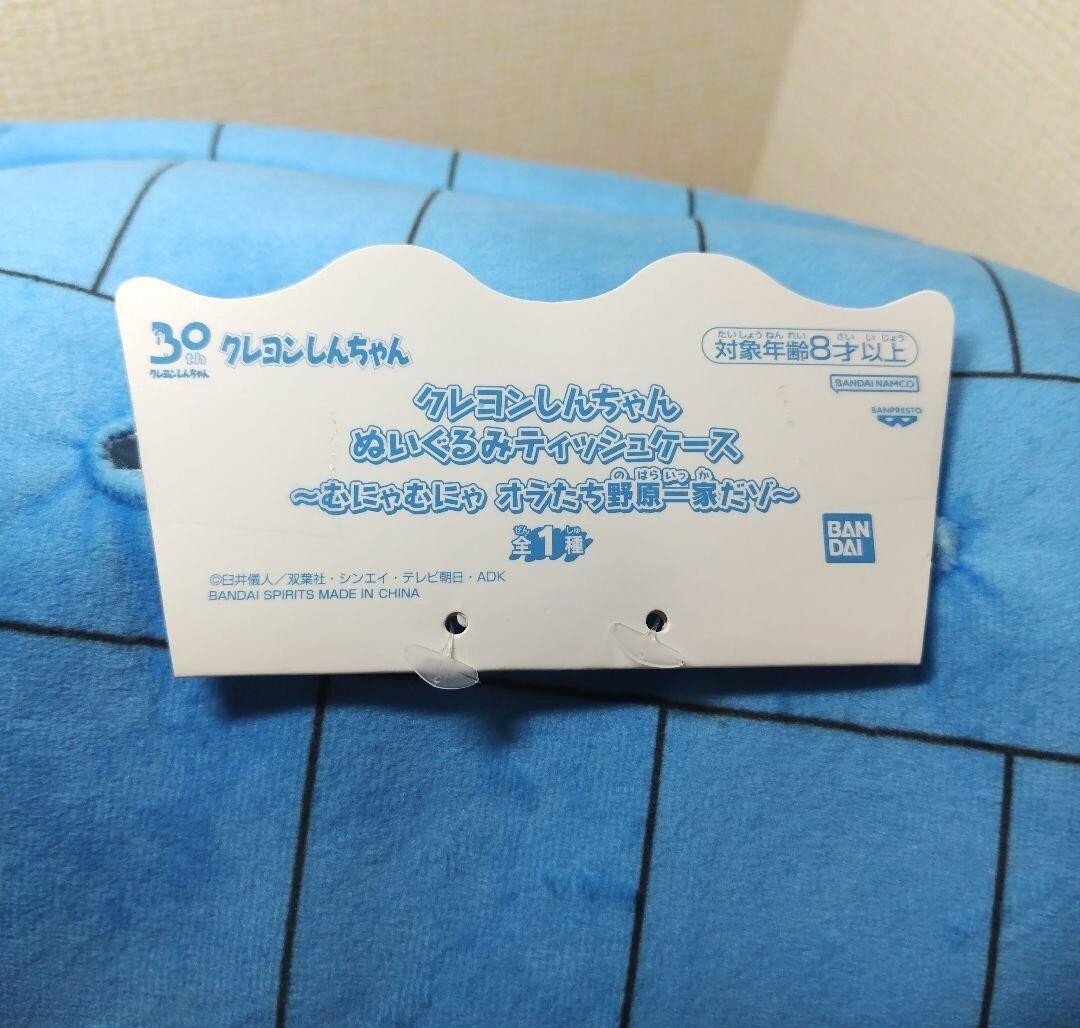 30th クレヨンしんちゃん
クレヨンしんちゃん
たいしょうねんれい さい いじょう
対象年齢8才以上
BANDAI NAMCO
BANPRESTO
クレヨンしんちゃん
ぬいぐるみティッシュケース
の はら いっ か
〜むにゃむにゃ オラたち野原一家だゾ〜
ぜん しゅ
全1種
BAN
DAI
©臼井儀人／双葉社・シンエイ・テレビ朝日・ADK
BANDAI SPIRITS MADE IN CHINA